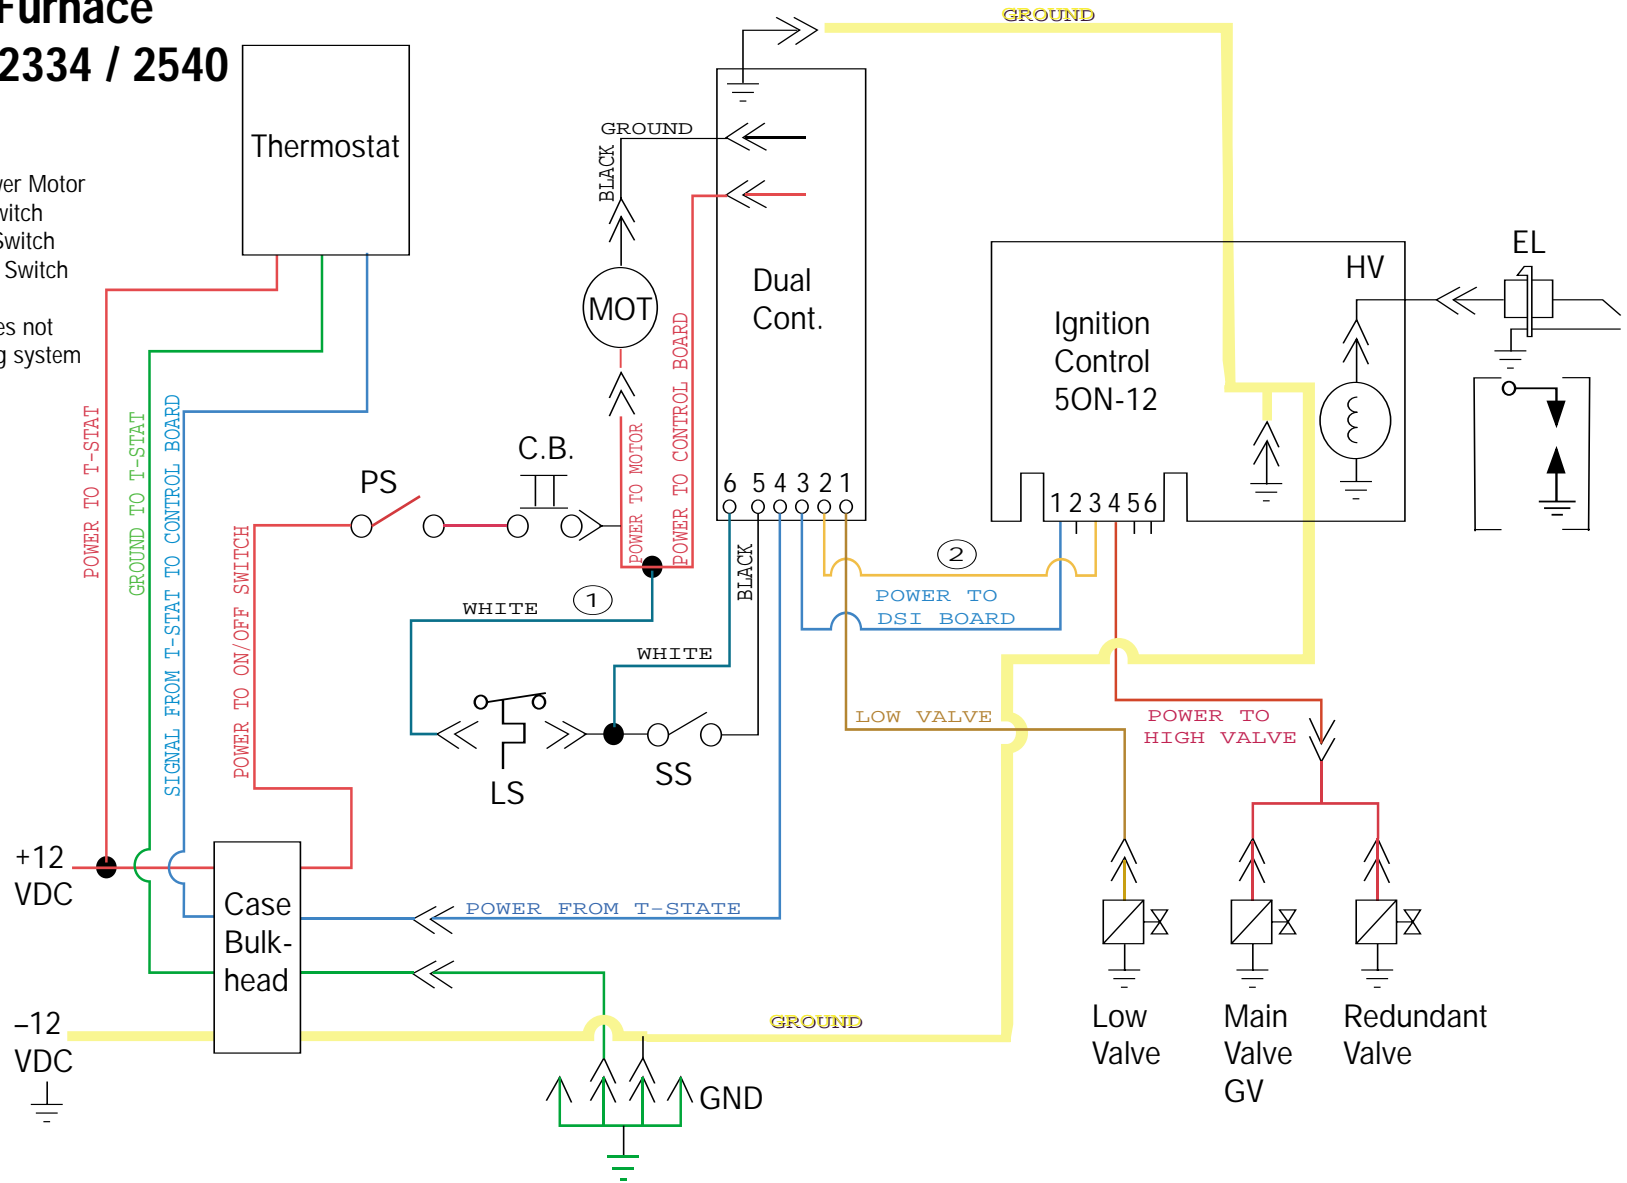 Furnace
2334 / 2540
ver Motor
witch
Switch
Switch
es not
g system
Thermostat
GROUND
GROUND
BLACK
MOT
Dual
Cont.
HV
EL
Ignition
Control
5ON-12
POWER TO T-STAT
GROUND TO T-STAT
SIGNAL FROM T-STAT TO CONTROL BOARD
POWER TO ON/OFF SWITCH
PS
C.B.
POWER TO MOTOR
POWER TO CONTROL BOARD
6 5 4 3 2 1
1 2 3 4 5 6
BLACK
WHITE
1
2
POWER TO
DSI BOARD
WHITE
LS
SS
LOW VALVE
POWER TO
HIGH VALVE
+12
VDC
Case
Bulk-
head
POWER FROM T-STATE
–12
VDC
GROUND
GND
Low
Valve
Main
Valve
GV
Redundant
Valve